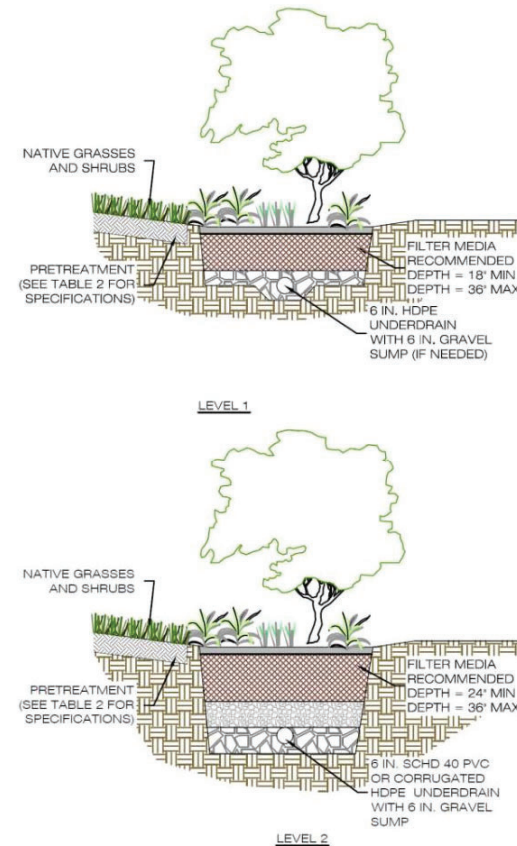 NATIVE GRASSES
AND SHRUBS
PRETREATMENT
(SEE TABLE 2 FOR
SPECIFICATIONS)
FILTER MEDIA
RECOMMENDED
DEPTH = 18" MIN
DEPTH = 36" MAX
6 IN. HDPE
UNDERDRAIN
WITH 6 IN. GRAVEL
SUMP (IF NEEDED)
LEVEL 1
NATIVE GRASSES
AND SHRUBS
PRETREATMENT
(SEE TABLE 2 FOR
SPECIFICATIONS)
FILTER MEDIA
RECOMMENDED
DEPTH = 24" MIN
DEPTH = 36" MAX
6 IN. SCHD 40 PVC
OR CORRUGATED
HDPE UNDERDRAIN
WITH 6 IN. GRAVEL
SUMP
LEVEL 2